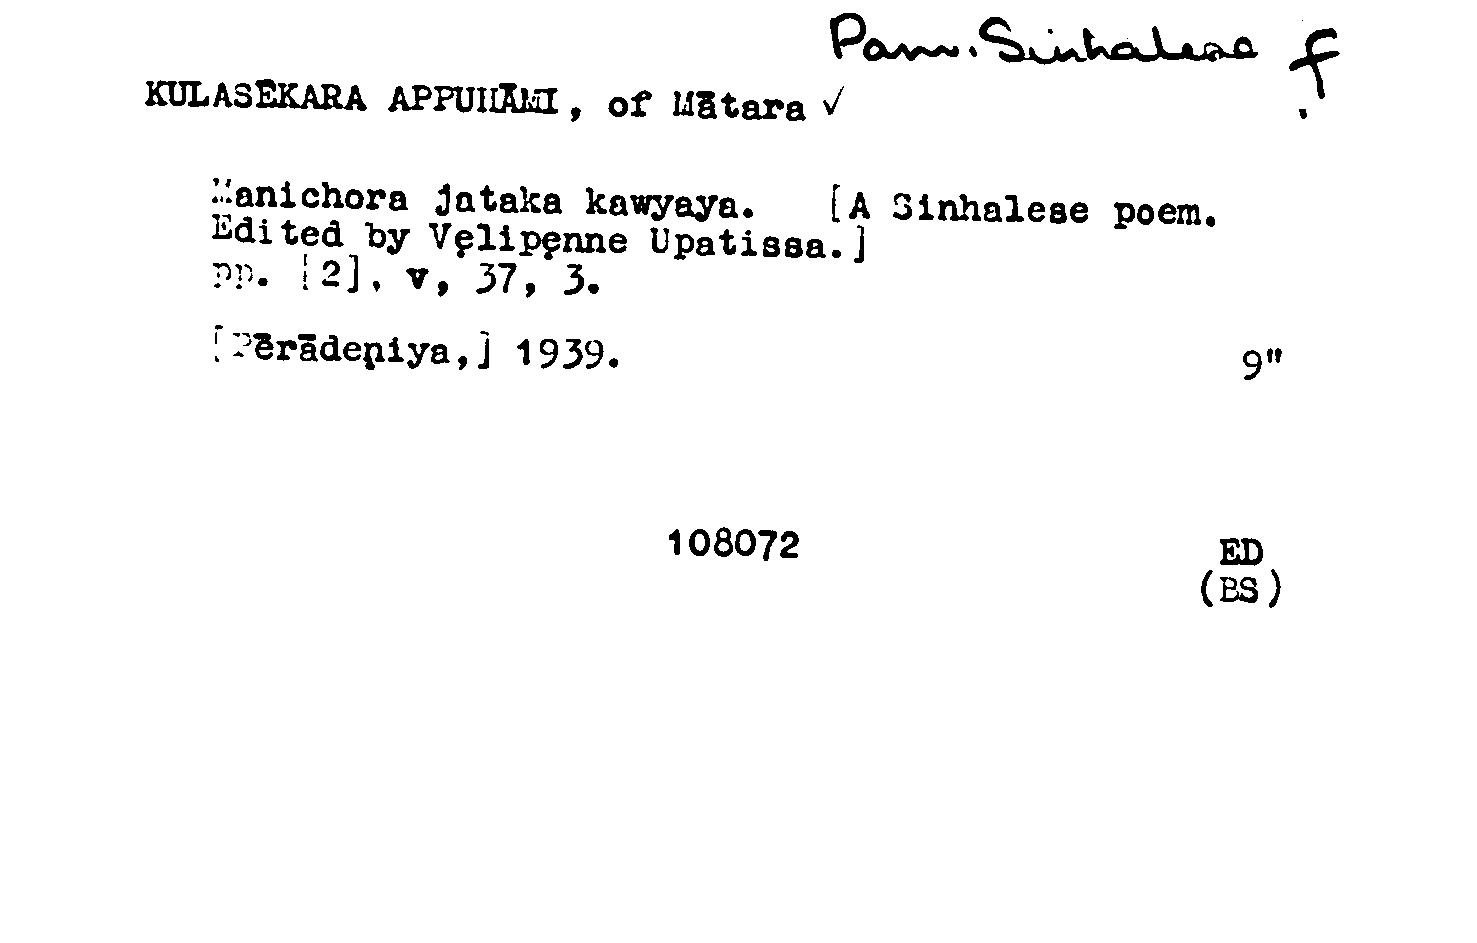 Pam. Sinhalese f.
KULASĒKARA APPUHĀMI, of Mātara ✓
Manichora jataka kawyaya. [A Sinhalese poem.
Edited by Vęlipęnne Upatissa.]
pp. [2], v, 37, 3.
[Pērādeṇiya,] 1939.
9"
108072
ED
(BS)